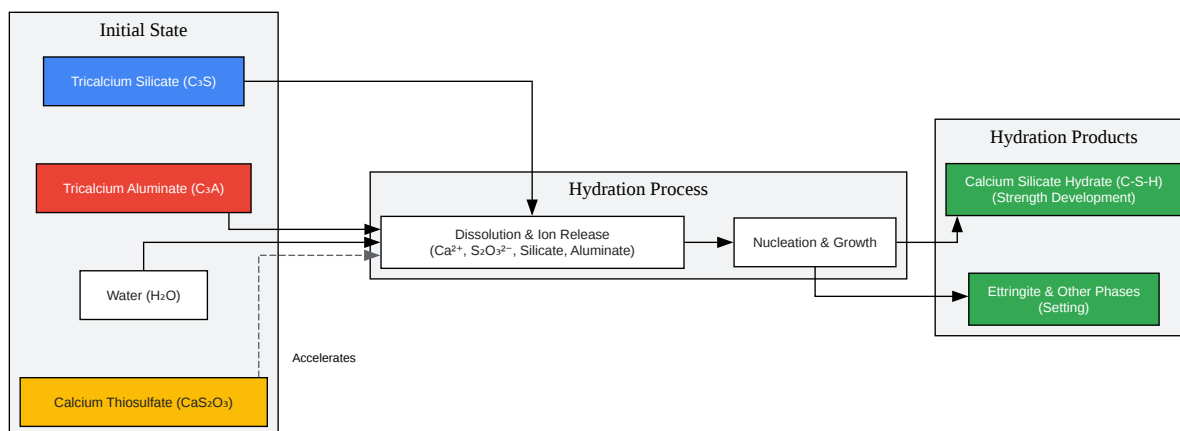 Initial State
Tricalcium Silicate (C₃S)
Tricalcium Aluminate (C₃A)
Water (H₂O)
Calcium Thiosulfate (CaS₂O₃)
Accelerates
Hydration Process
Dissolution & Ion Release
(Ca²⁺, S₂O₃²⁻, Silicate, Aluminate)
Nucleation & Growth
Hydration Products
Calcium Silicate Hydrate (C-S-H)
(Strength Development)
Ettringite & Other Phases
(Setting)